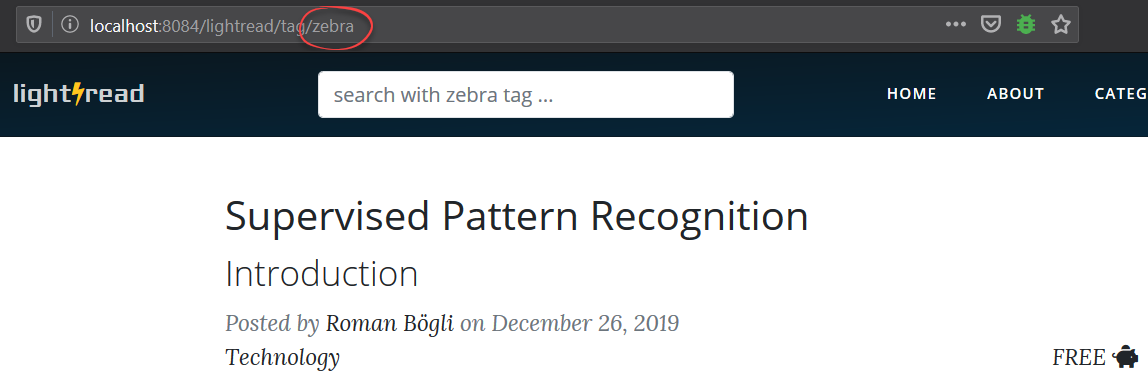 localhost:8084/lightread/tag/zebra
lightread search with zebra tag ... HOME ABOUT CATEG
Supervised Pattern Recognition
Introduction
Posted by Roman Bögli on December 26, 2019
Technology FREE